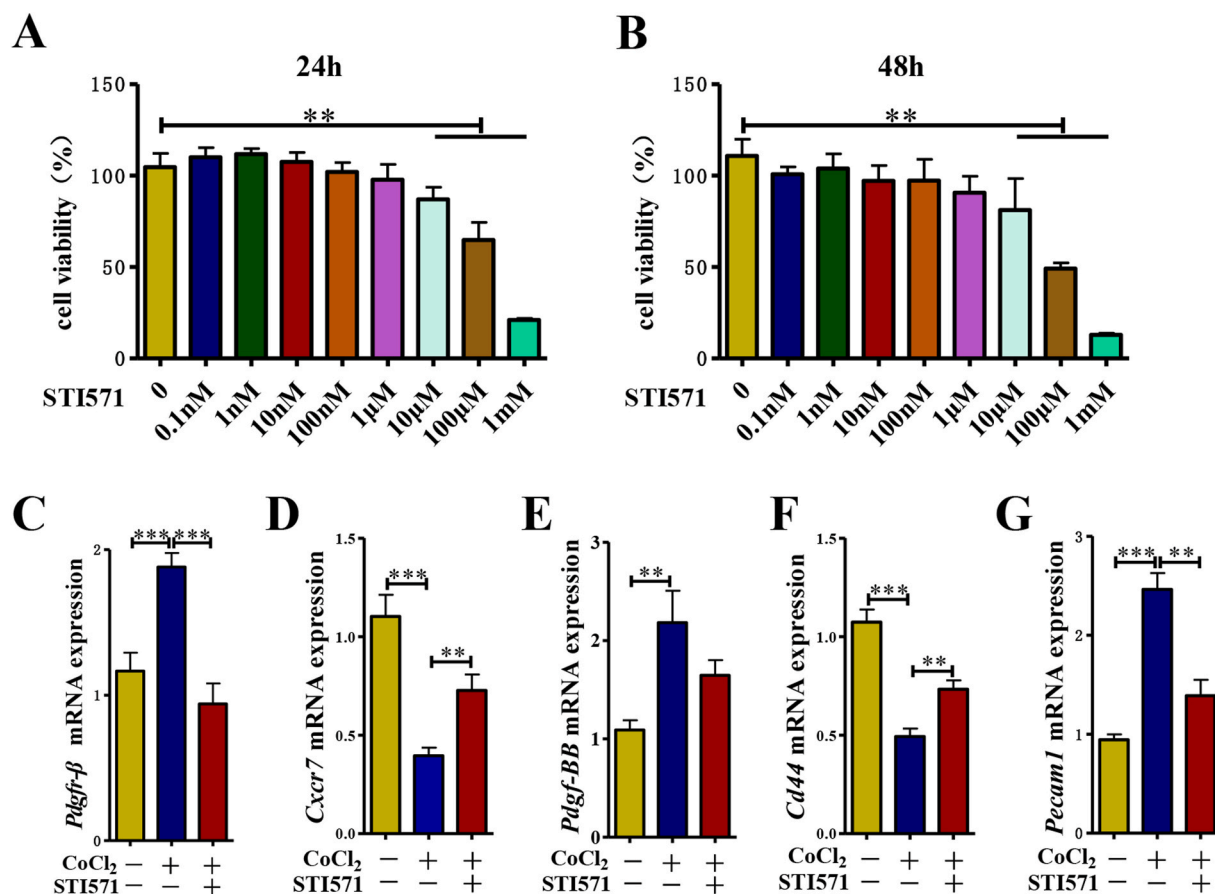 A
24h
150
100
50
0
cell viability (%)
**
STI571
0
0.1nM
1nM
10nM
100nM
1μM
10μM
100μM
1mM
B
48h
150
100
50
0
cell viability (%)
**
STI571
0
0.1nM
1nM
10nM
100nM
1μM
10μM
100μM
1mM
C
Pdgfr-β mRNA expression
2
1
0
*** ***
CoCl₂ — + +
STI571 — — +
D
Cxcr7 mRNA expression
1.5
1.0
0.5
0.0
***
**
CoCl₂ — + +
STI571 — — +
E
Pdgf-BB mRNA expression
3
2
1
0
**
CoCl₂ — + +
STI571 — — +
F
Cd44 mRNA expression
1.5
1.0
0.5
0.0
***
**
CoCl₂ — + +
STI571 — — +
G
Pecam1 mRNA expression
3
2
1
0
*** **
CoCl₂ — + +
STI571 — — +